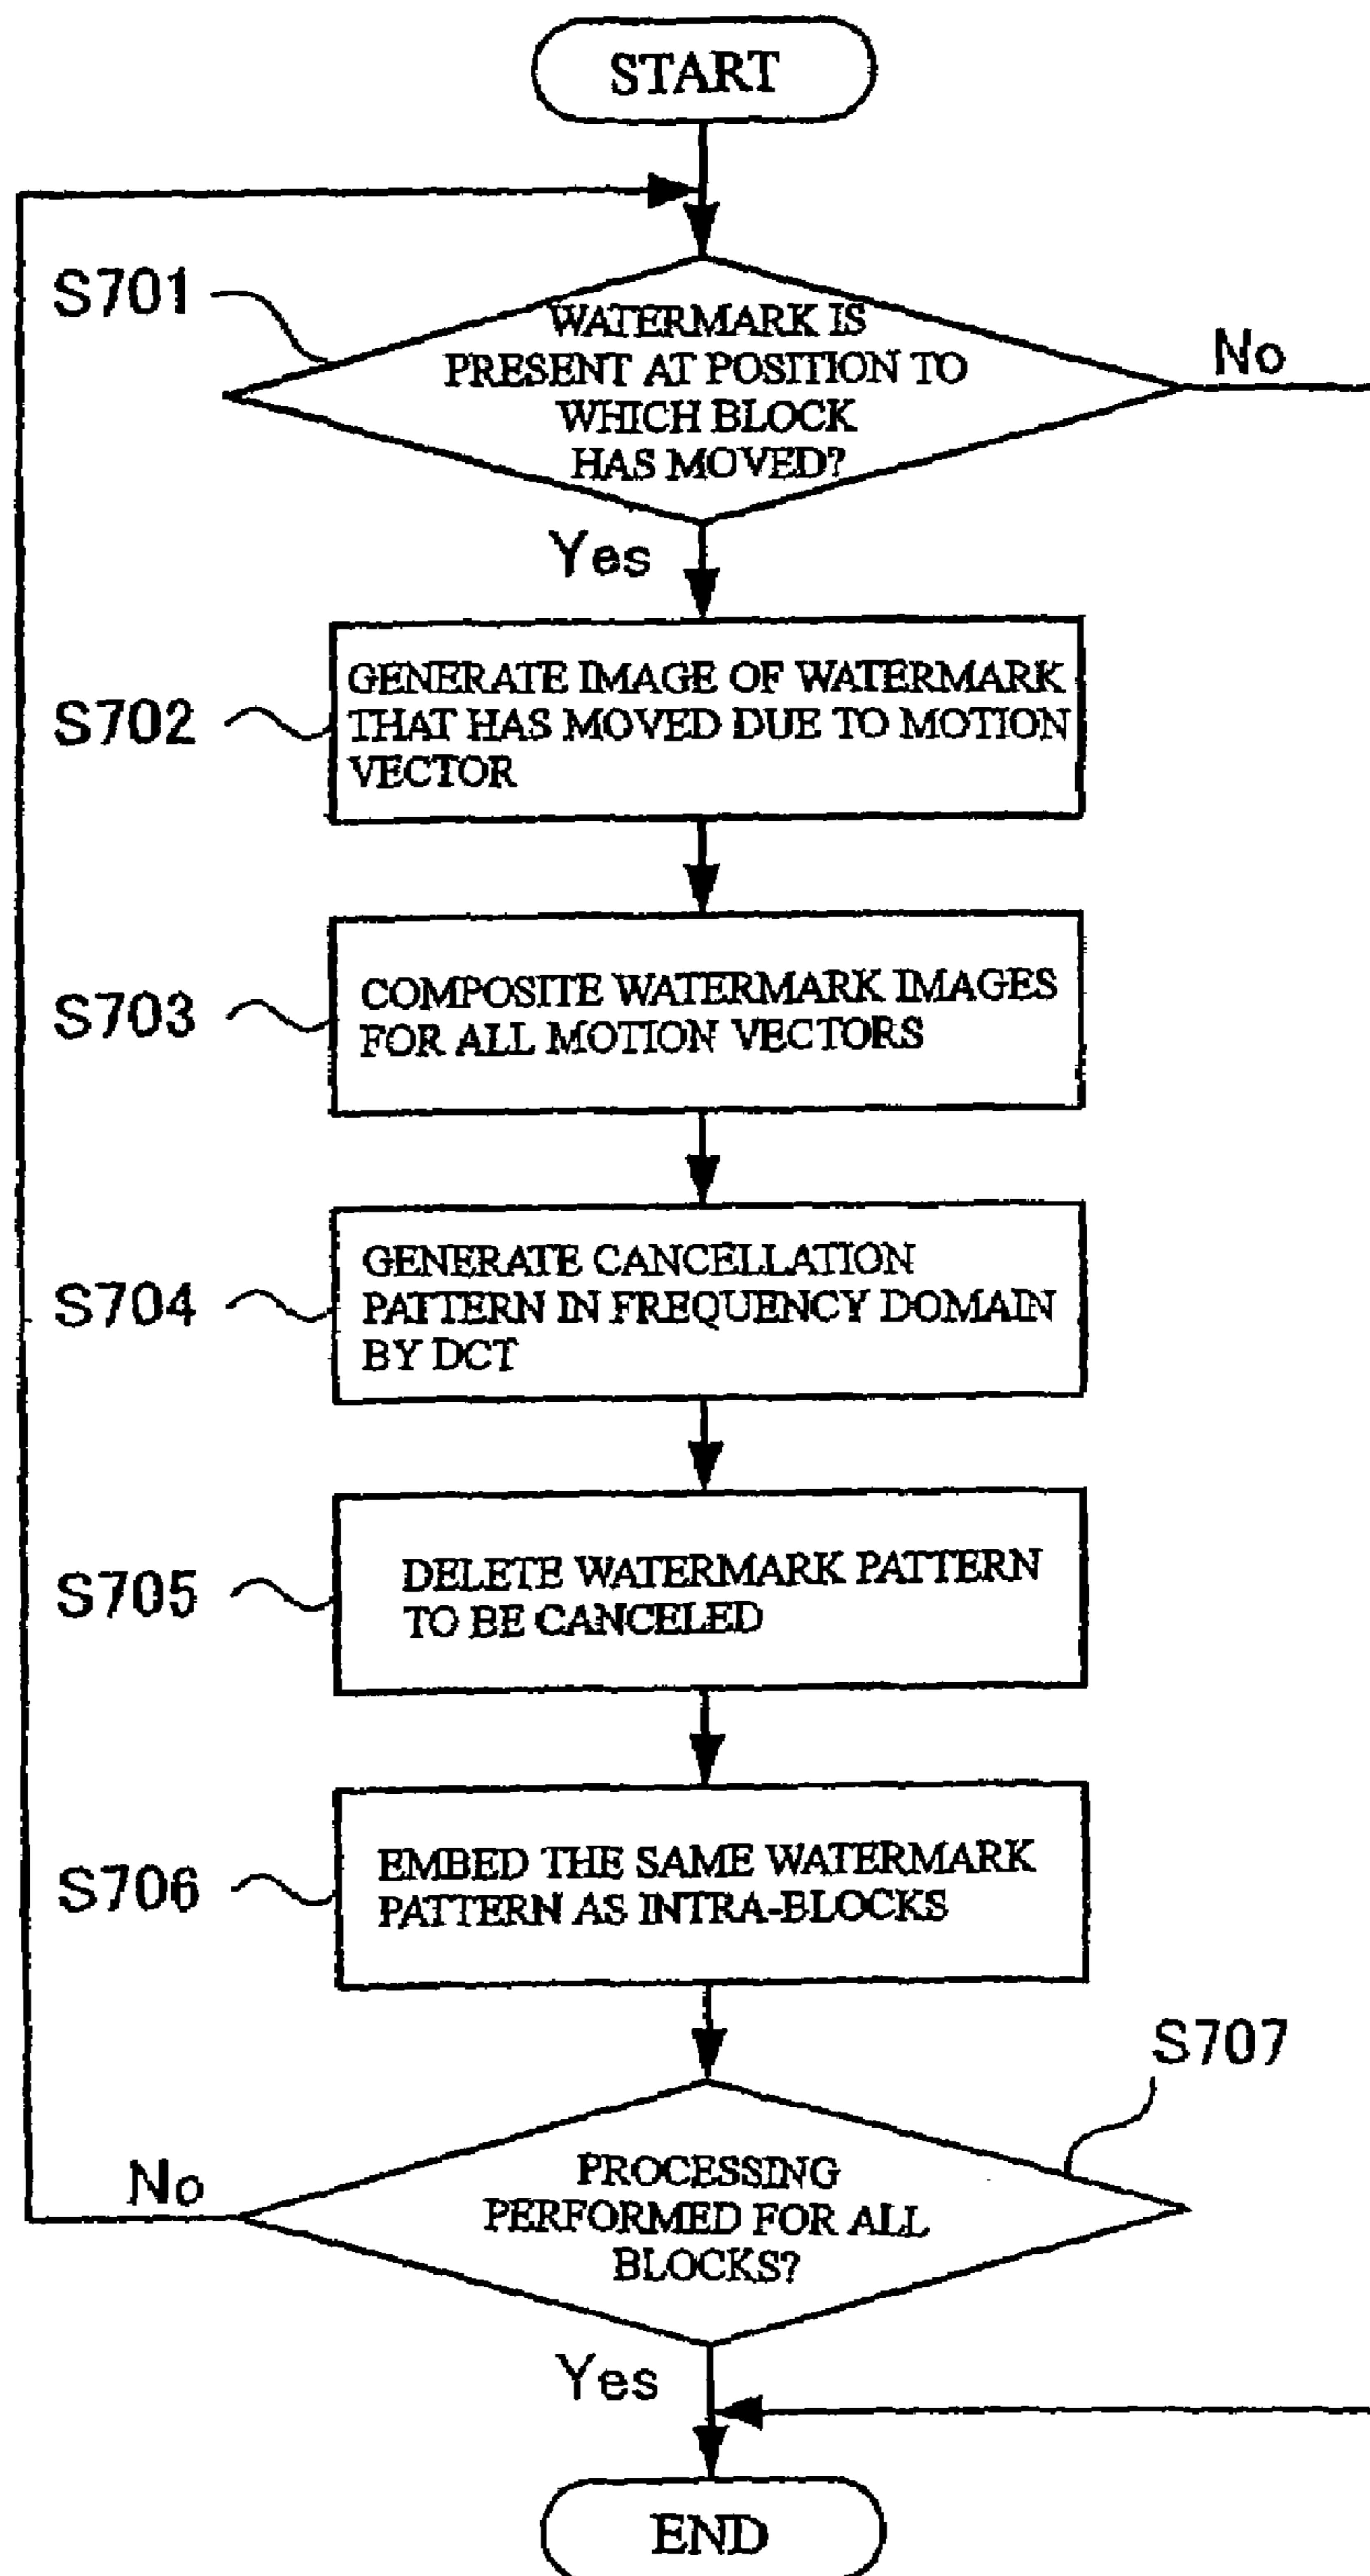 START
S701
WATERMARK IS
PRESENT AT POSITION TO
WHICH BLOCK
HAS MOVED?
No
Yes
S702
GENERATE IMAGE OF WATERMARK
THAT HAS MOVED DUE TO MOTION
VECTOR
S703
COMPOSITE WATERMARK IMAGES
FOR ALL MOTION VECTORS
S704
GENERATE CANCELLATION
PATTERN IN FREQUENCY DOMAIN
BY DCT
S705
DELETE WATERMARK PATTERN
TO BE CANCELED
S706
EMBED THE SAME WATERMARK
PATTERN AS INTRA-BLOCKS
S707
No
PROCESSING
PERFORMED FOR ALL
BLOCKS?
Yes
END